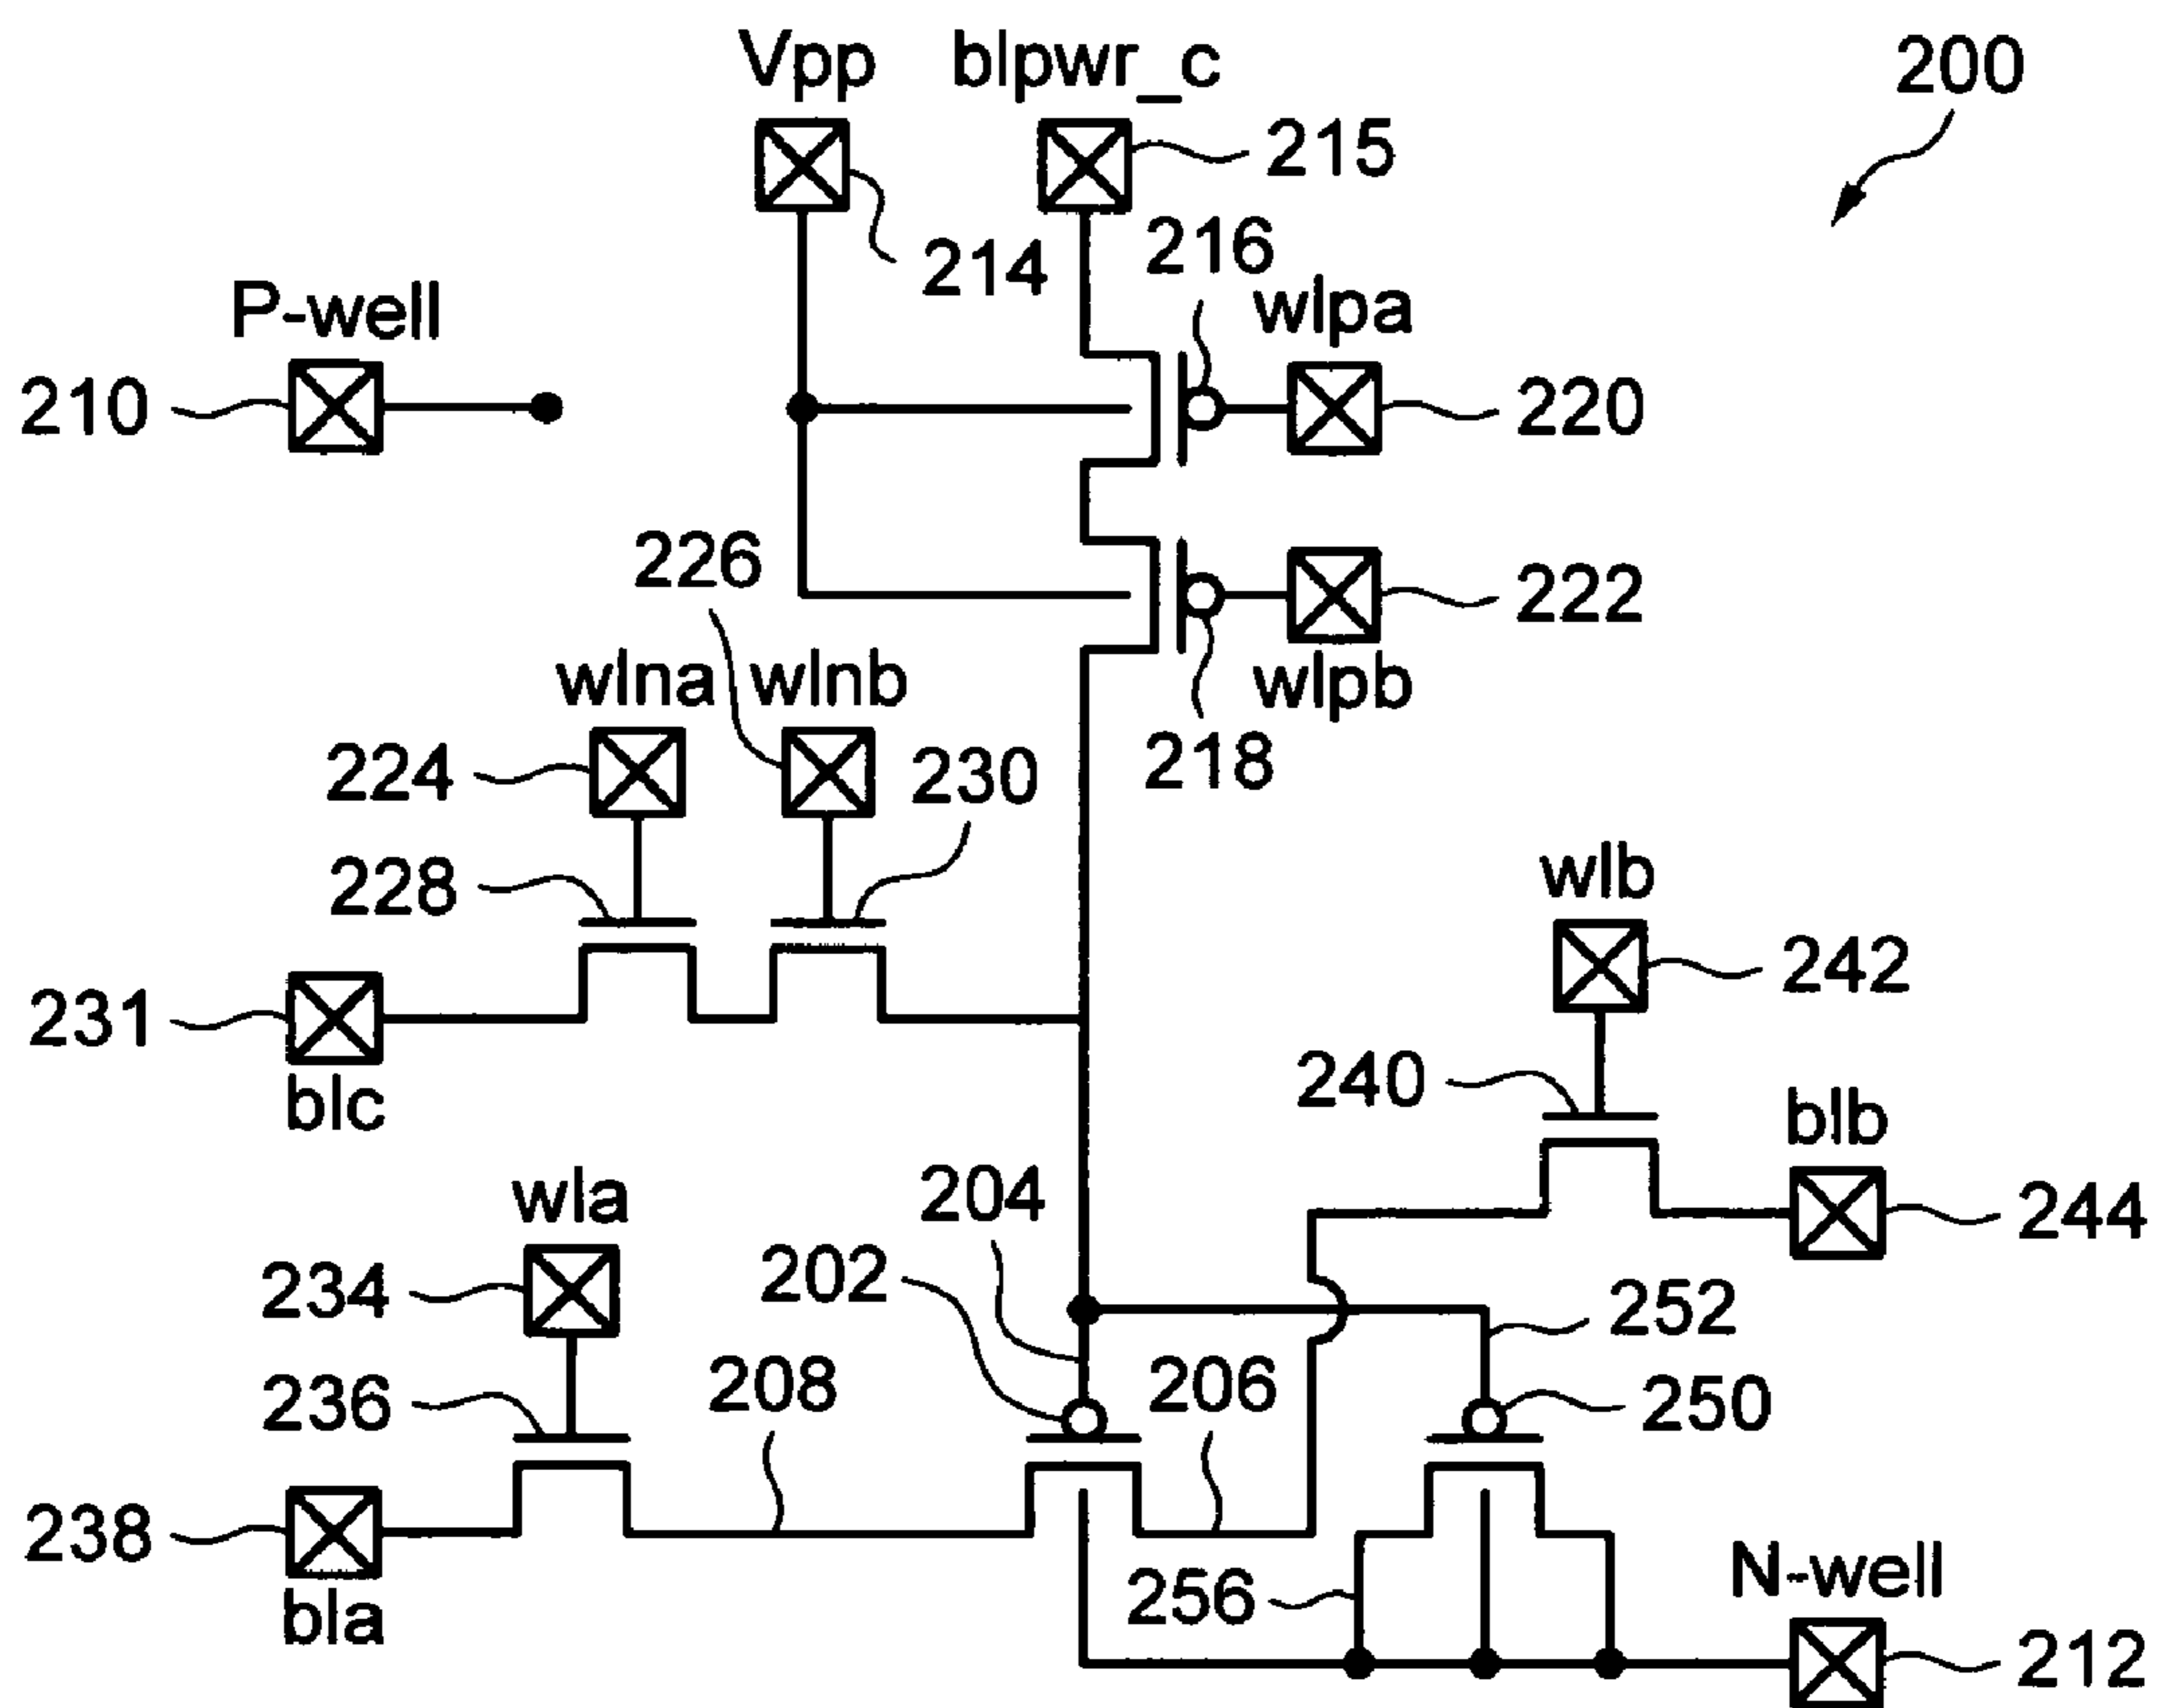 Vpp blpwr_c 200
215
216
214
P-well wlpa
210 220
226 222
wlna wlnb wlpb
224 230 218
228 wlb
242
231 240
blc blb
wla 204 244
234 202 252
236 208 206 250
238 256 N-well
bla 212